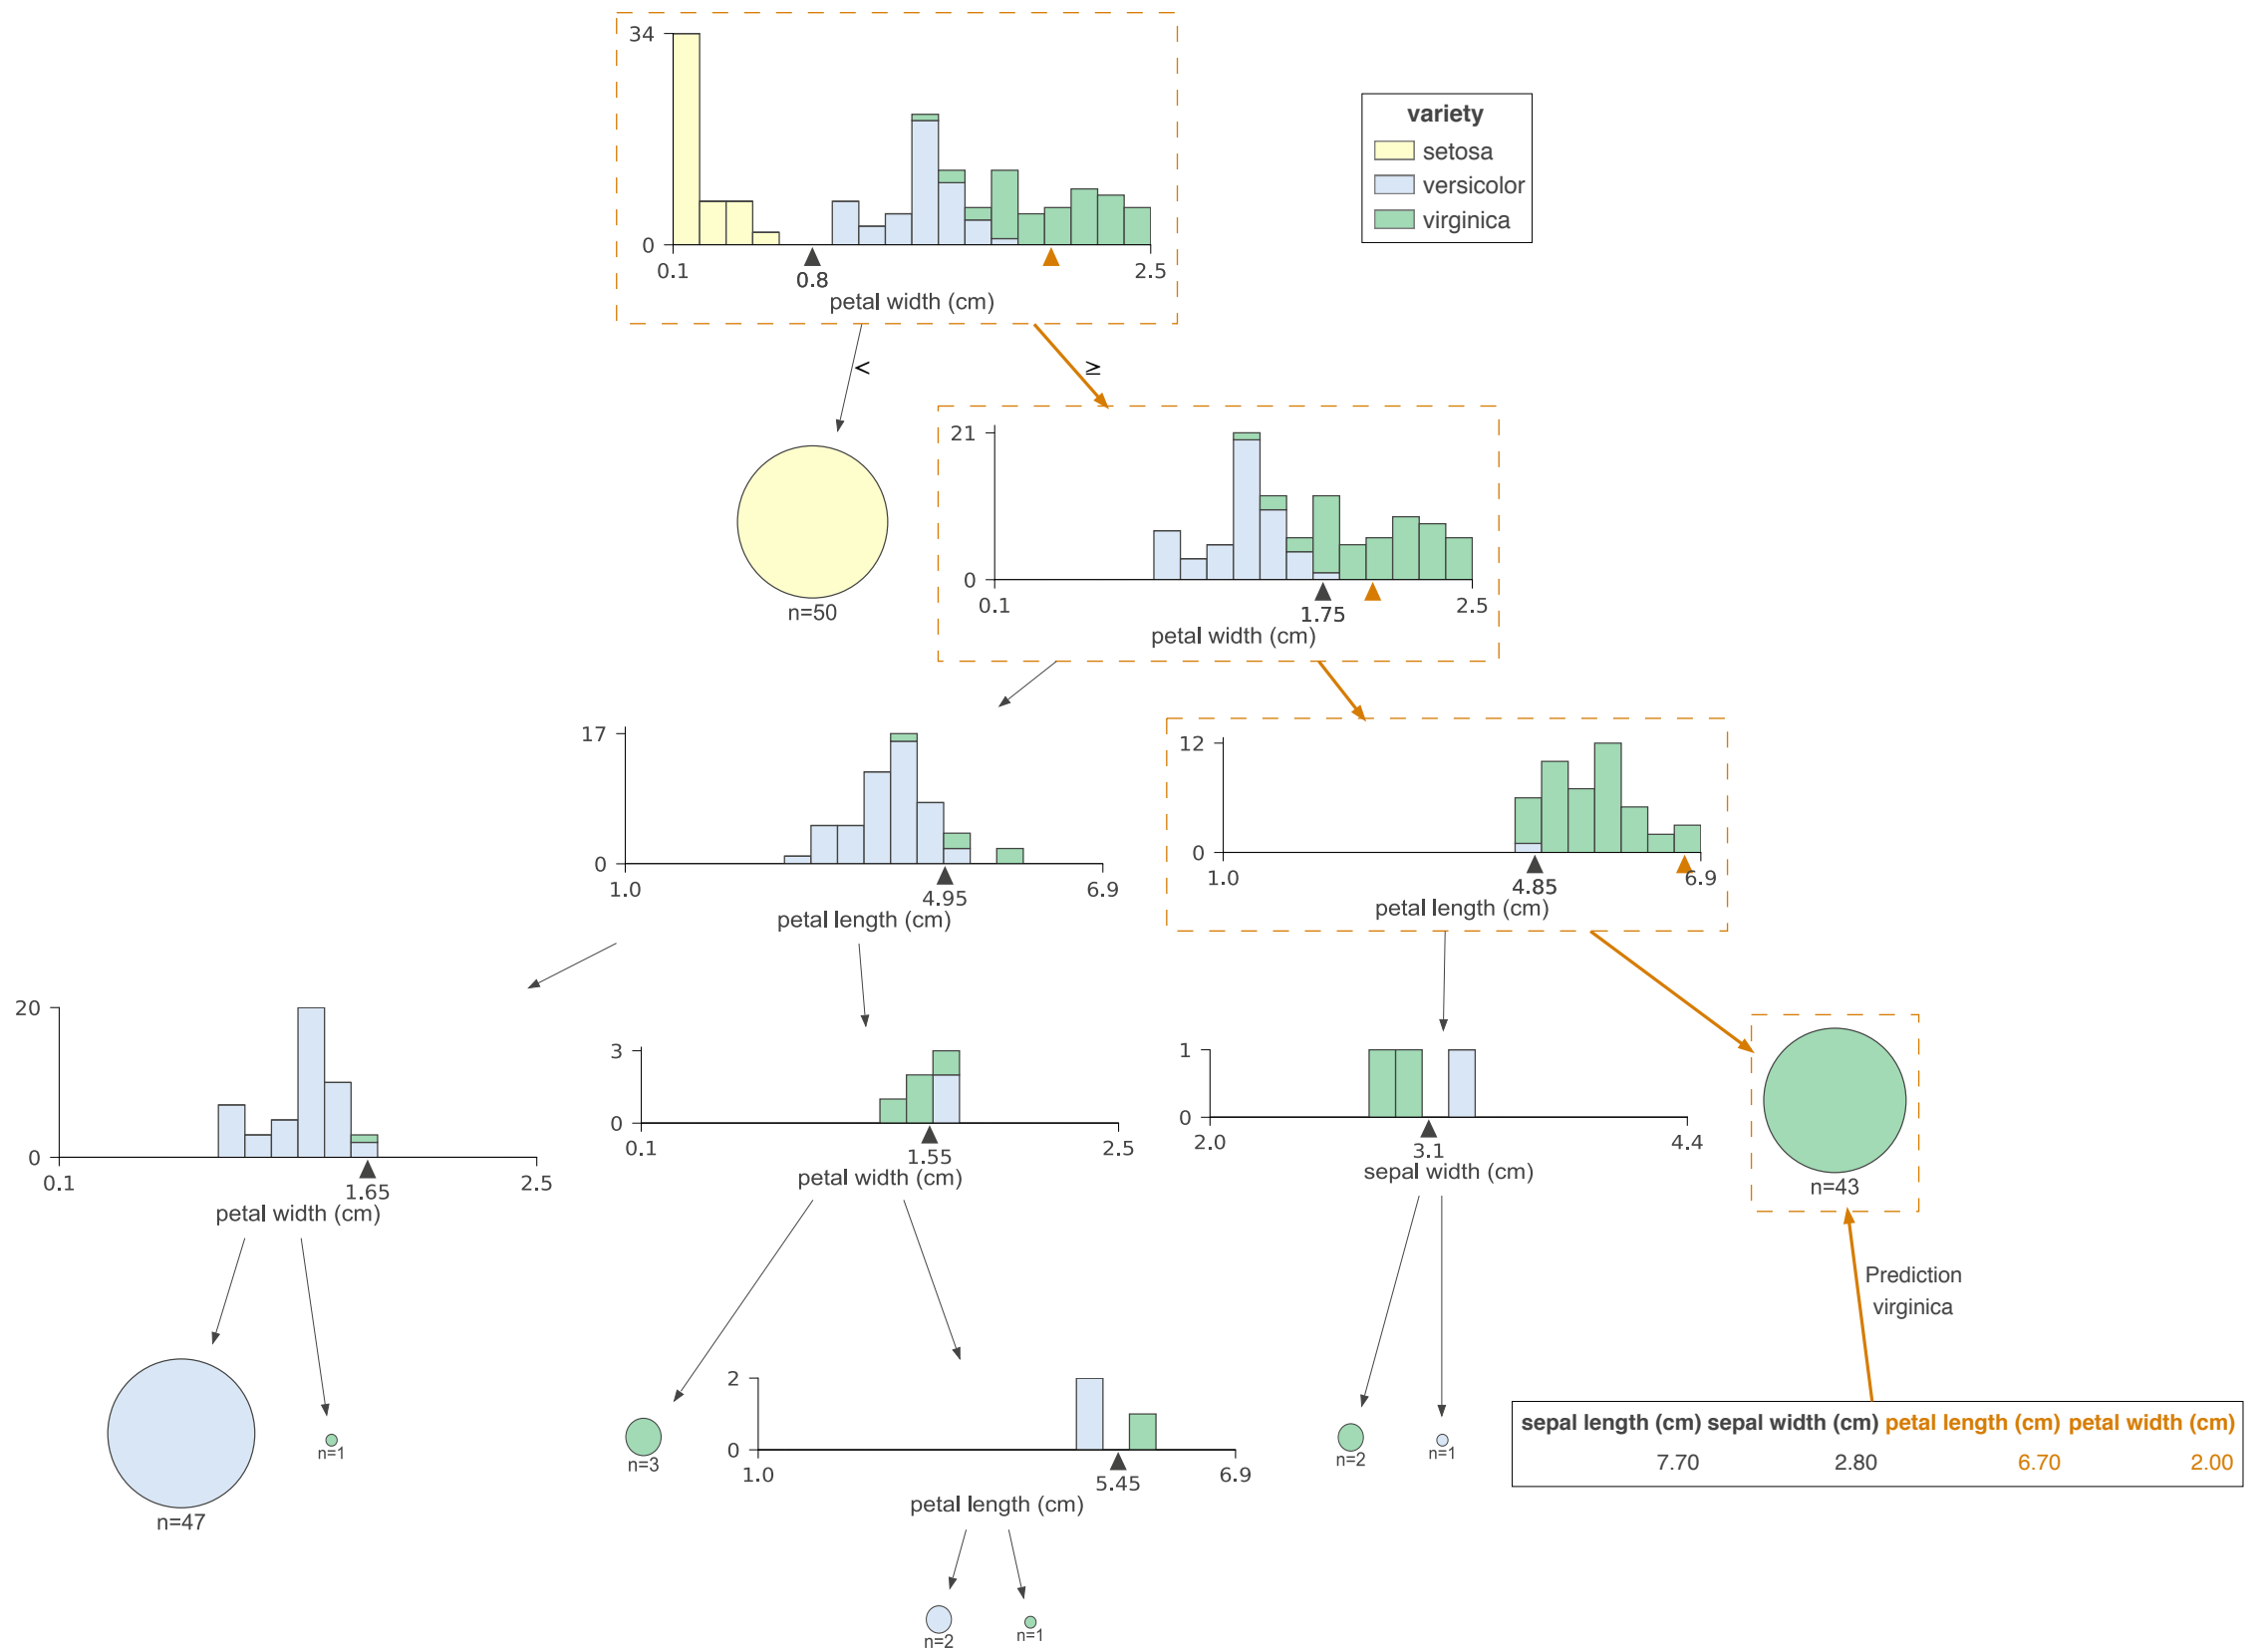 34
0
0.1
0.8
2.5
petal width (cm)
variety
setosa
versicolor
virginica
<
≥
n=50
21
0
0.1
1.75
2.5
petal width (cm)
17
0
1.0
4.95
6.9
petal length (cm)
12
0
1.0
4.85
6.9
petal length (cm)
20
0
0.1
1.65
2.5
petal width (cm)
3
0
0.1
1.55
2.5
petal width (cm)
1
0
2.0
3.1
4.4
sepal width (cm)
n=43
Prediction
virginica
n=47
n=1
n=3
2
0
1.0
5.45
6.9
petal length (cm)
n=2
n=1
sepal length (cm) sepal width (cm) petal length (cm) petal width (cm)
7.70 2.80 6.70 2.00
n=2
n=1